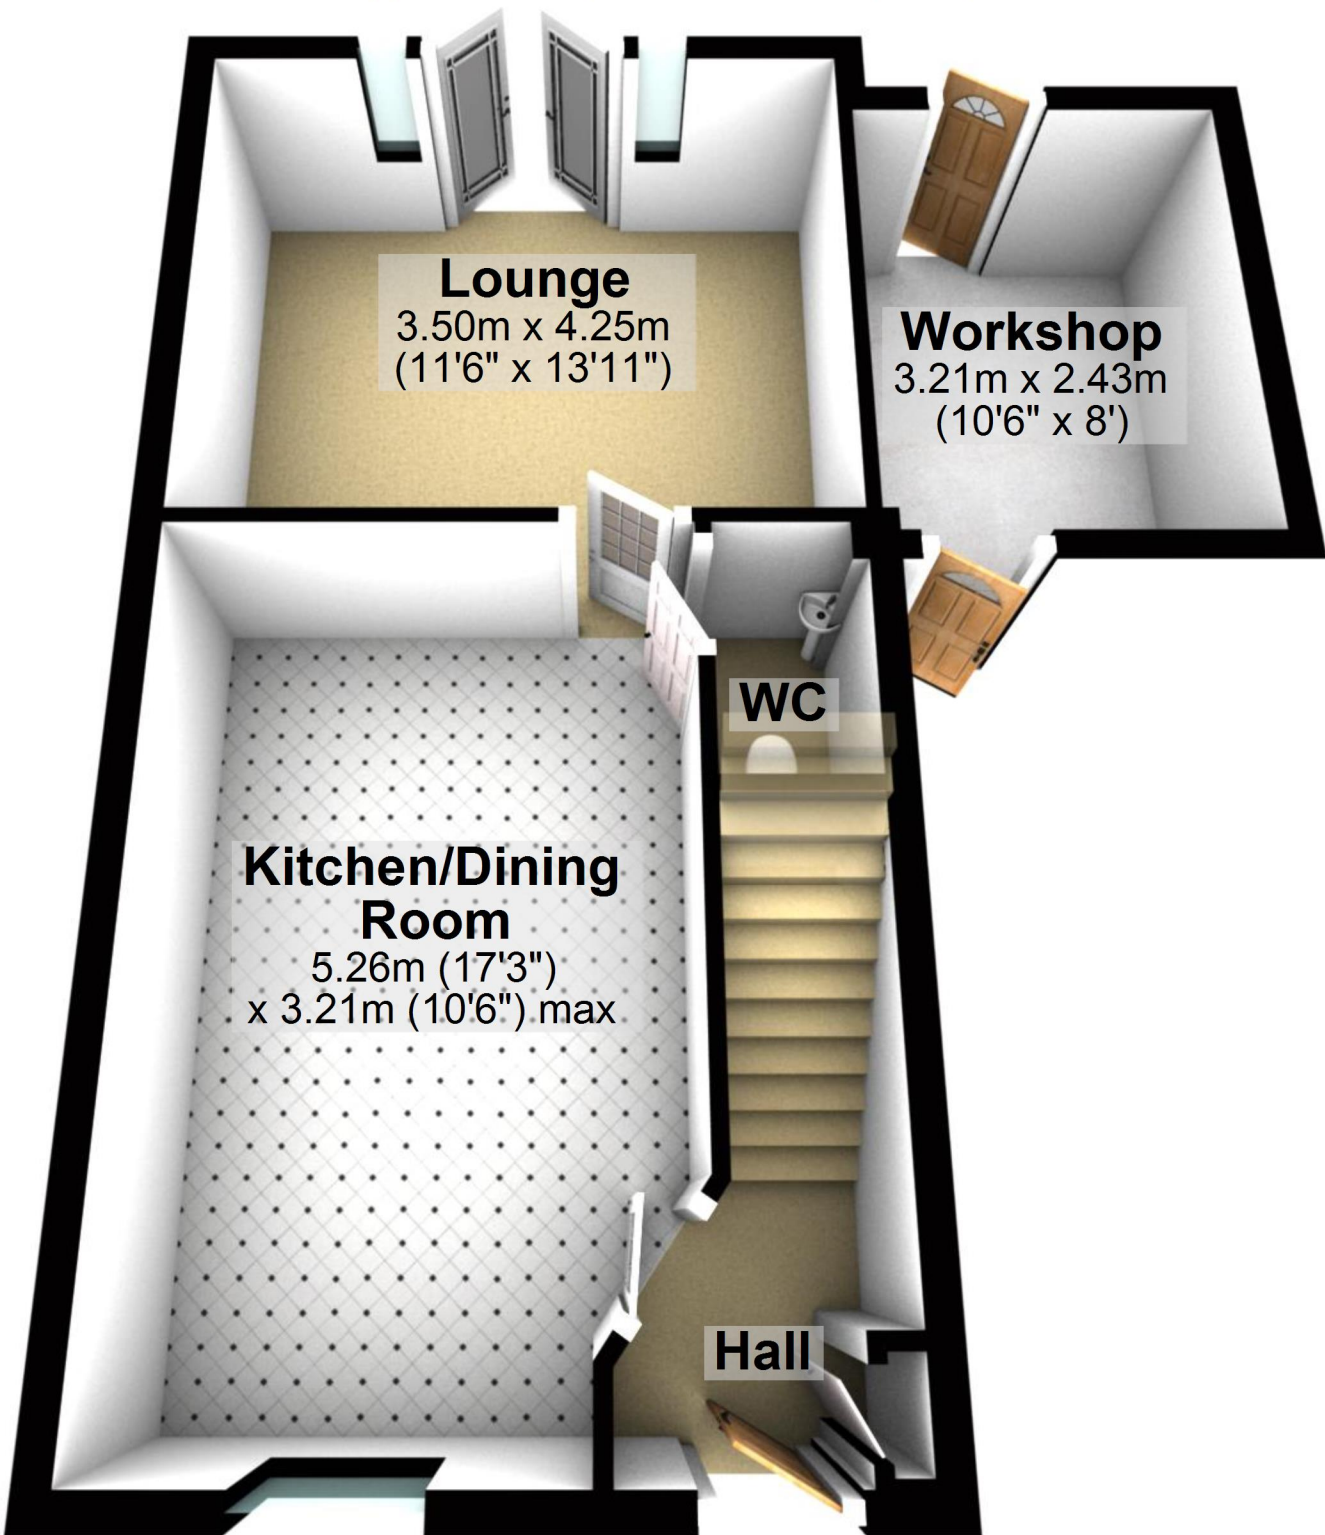 Lounge
3.50m x 4.25m
(11'6" x 13'11")
Workshop
3.21m x 2.43m
(10'6" x 8')
WC
Kitchen/Dining
Room
5.26m (17'3")
x 3.21m (10'6") max
Hall